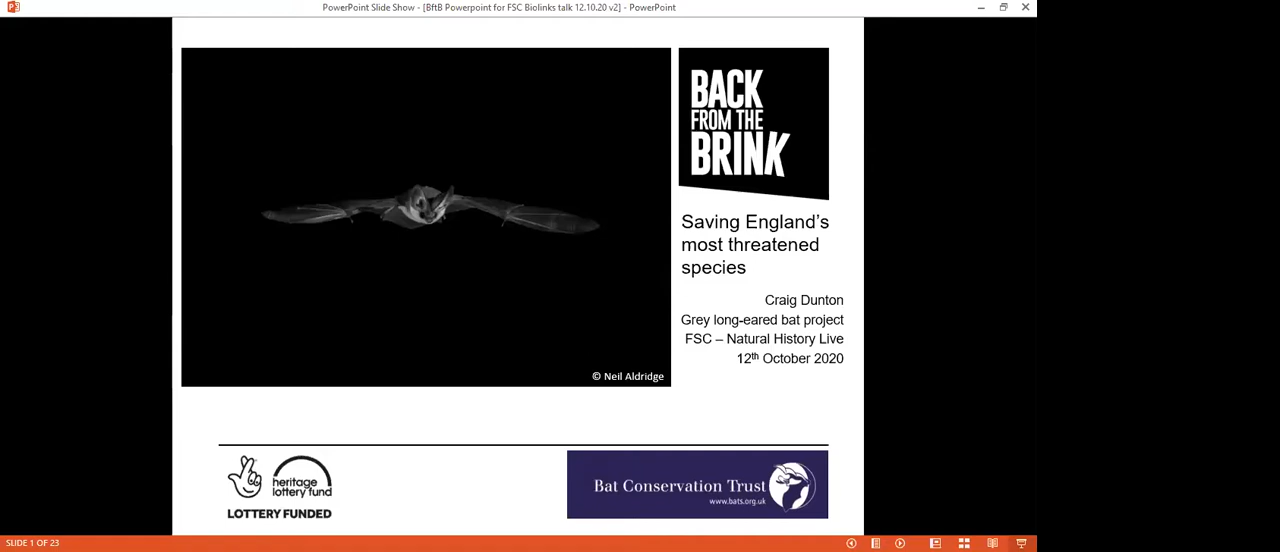 PowerPoint Slide Show - [BftB Powerpoint for FSC Biolinks talk 12.10.20 v2] - PowerPoint
BACK
FROM THE
BRINK
Saving England's
most threatened
species
Craig Dunton
Grey long-eared bat project
FSC – Natural History Live
12th October 2020
© Neil Aldridge
heritage
lottery fund
LOTTERY FUNDED
Bat Conservation Trust
www.bats.org.uk
SLIDE 1 OF 23